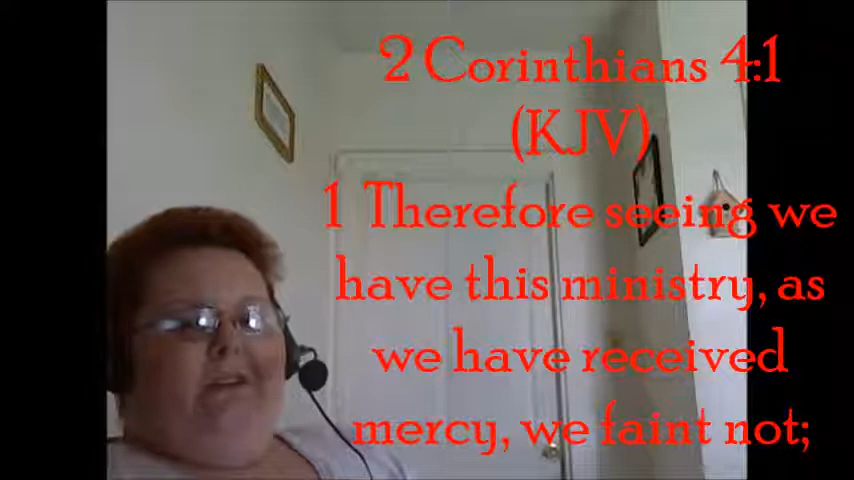 2 Corinthians 4:1
(KJV)
1 Therefore seeing we
have this ministry, as
we have received
mercy, we faint not;